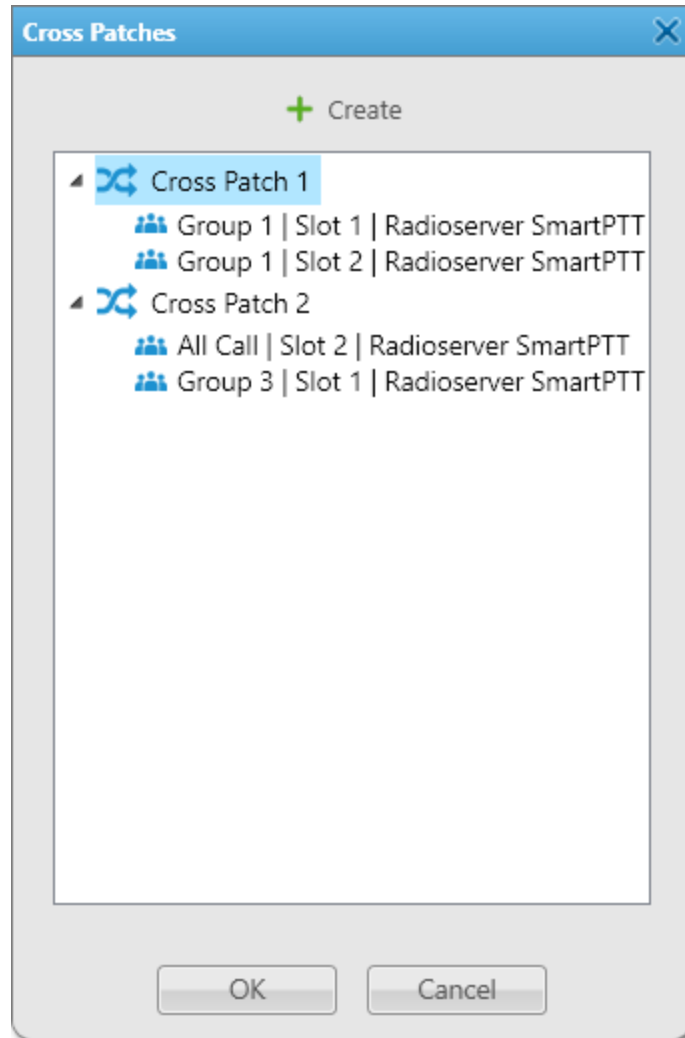 Cross Patches
Create
Cross Patch 1
Group 1 | Slot 1 | Radioserver SmartPTT
Group 1 | Slot 2 | Radioserver SmartPTT
Cross Patch 2
All Call | Slot 2 | Radioserver SmartPTT
Group 3 | Slot 1 | Radioserver SmartPTT
OK Cancel